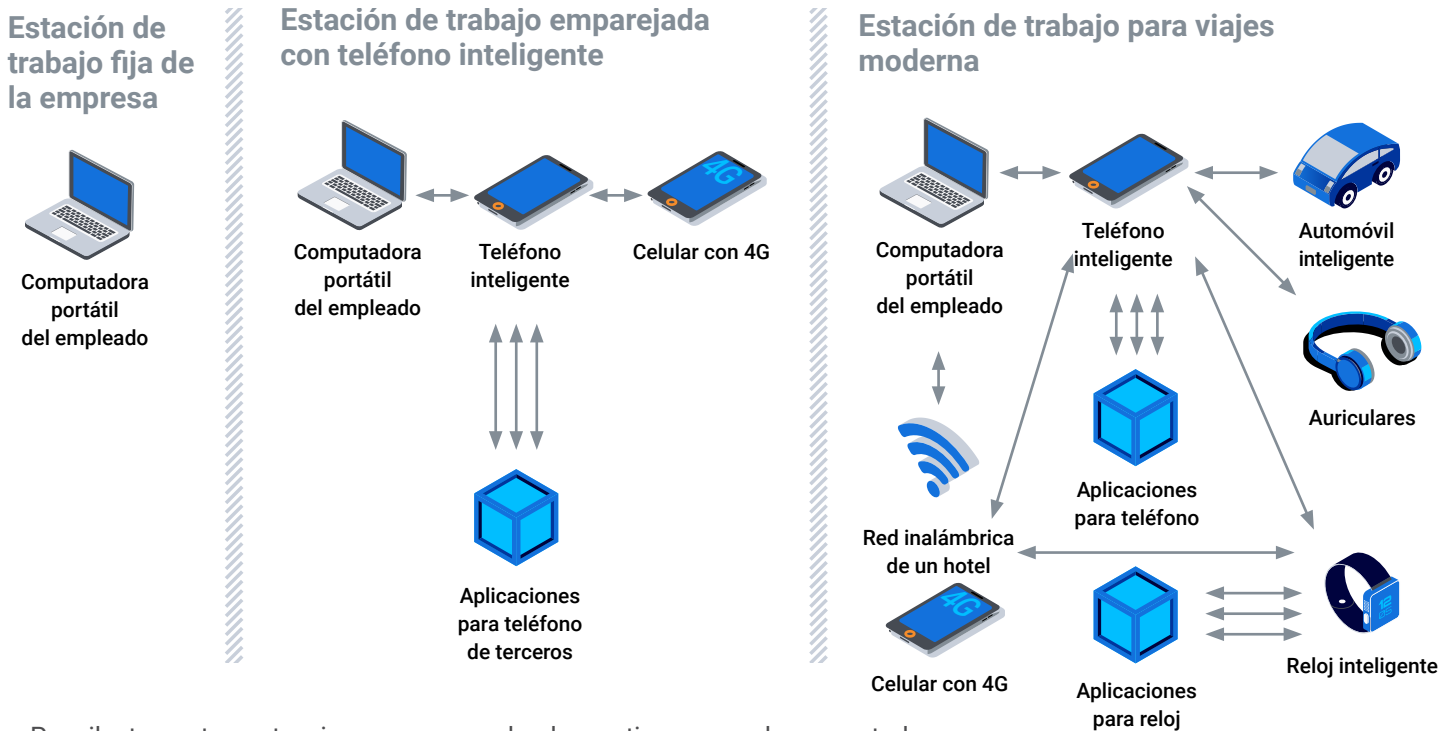 Estación de
trabajo fija de
la empresa
Computadora
portátil
del empleado
Estación de trabajo emparejada
con teléfono inteligente
Computadora
portátil
del empleado
Teléfono
inteligente
4G
Celular con 4G
Aplicaciones
para teléfono
de terceros
Estación de trabajo para viajes
moderna
Computadora
portátil
del empleado
Teléfono
inteligente
Automóvil
inteligente
Auriculares
Aplicaciones
para teléfono
Red inalámbrica
de un hotel
4G
Celular con 4G
Aplicaciones
para reloj
12
05
Reloj inteligente